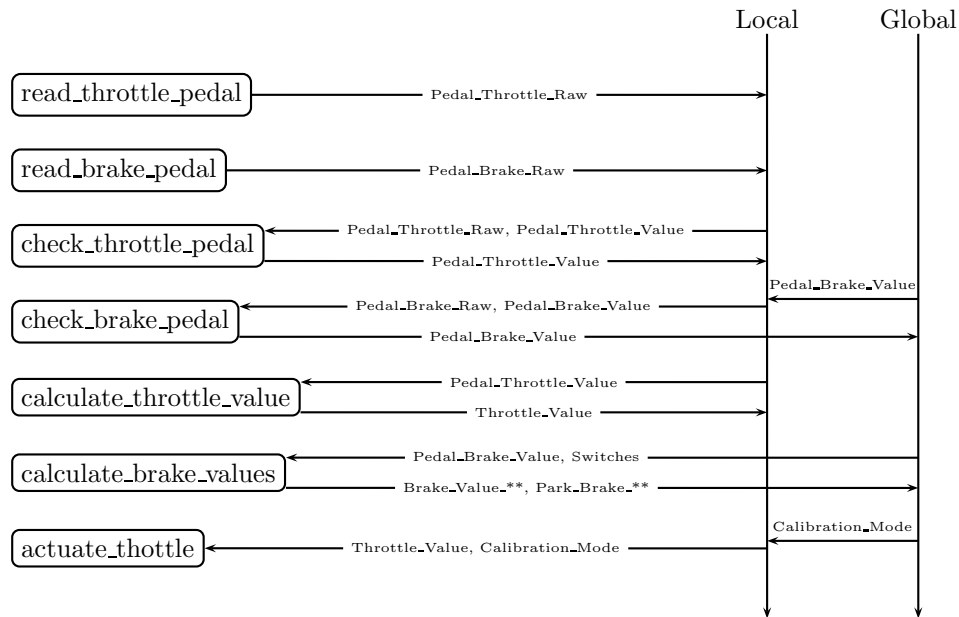 Local Global
read_throttle_pedal Pedal_Throttle_Raw
read_brake_pedal Pedal_Brake_Raw
Pedal_Throttle_Raw, Pedal_Throttle_Value
check_throttle_pedal
Pedal_Throttle_Value
Pedal_Brake_Value
Pedal_Brake_Raw, Pedal_Brake_Value
check_brake_pedal
Pedal_Brake_Value
Pedal_Throttle_Value
calculate_throttle_value
Throttle_Value
Pedal_Brake_Value, Switches
calculate_brake_values
Brake_Value_**, Park_Brake_**
Calibration_Mode
actuate_thottle Throttle_Value, Calibration_Mode